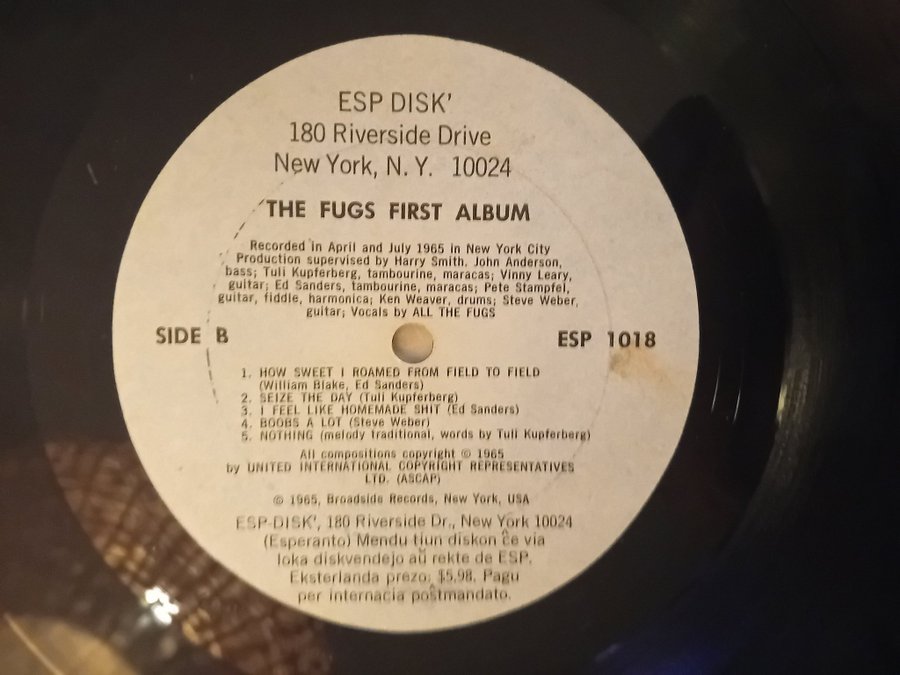 ESP DISK'
180 Riverside Drive
New York, N. Y. 10024
THE FUGS FIRST ALBUM
Recorded in April and July 1965 in New York City
Production supervised by Harry Smith. John Anderson,
bass; Tuli Kupferberg, tambourine, maracas; Vinny Leary,
guitar; Ed Sanders, tambourine, maracas; Pete Stampfel,
guitar, fiddle, harmonica; Ken Weaver, drums; Steve Weber,
guitar; Vocals by ALL THE FUGS
SIDE B
ESP 1018
1. HOW SWEET I ROAMED FROM FIELD TO FIELD
(William Blake, Ed Sanders)
2. SEIZE THE DAY (Tuli Kupferberg)
3. I FEEL LIKE HOMEMADE SHIT (Ed Sanders)
4. BOOBS A LOT (Steve Weber)
5. NOTHING (melody traditional, words by Tuli Kupferberg)
All compositions copyright © 1965
by UNITED INTERNATIONAL COPYRIGHT REPRESENTATIVES
LTD. (ASCAP)
© 1965, Broadside Records, New York, USA
ESP-DISK', 180 Riverside Dr., New York 10024
(Esperanto) Mendu tiun diskon ĉe via
loka diskvendejo aŭ rekte de ESP.
Eksterlanda prezo: $5.98. Pagu
per internacia poŝtmandato.